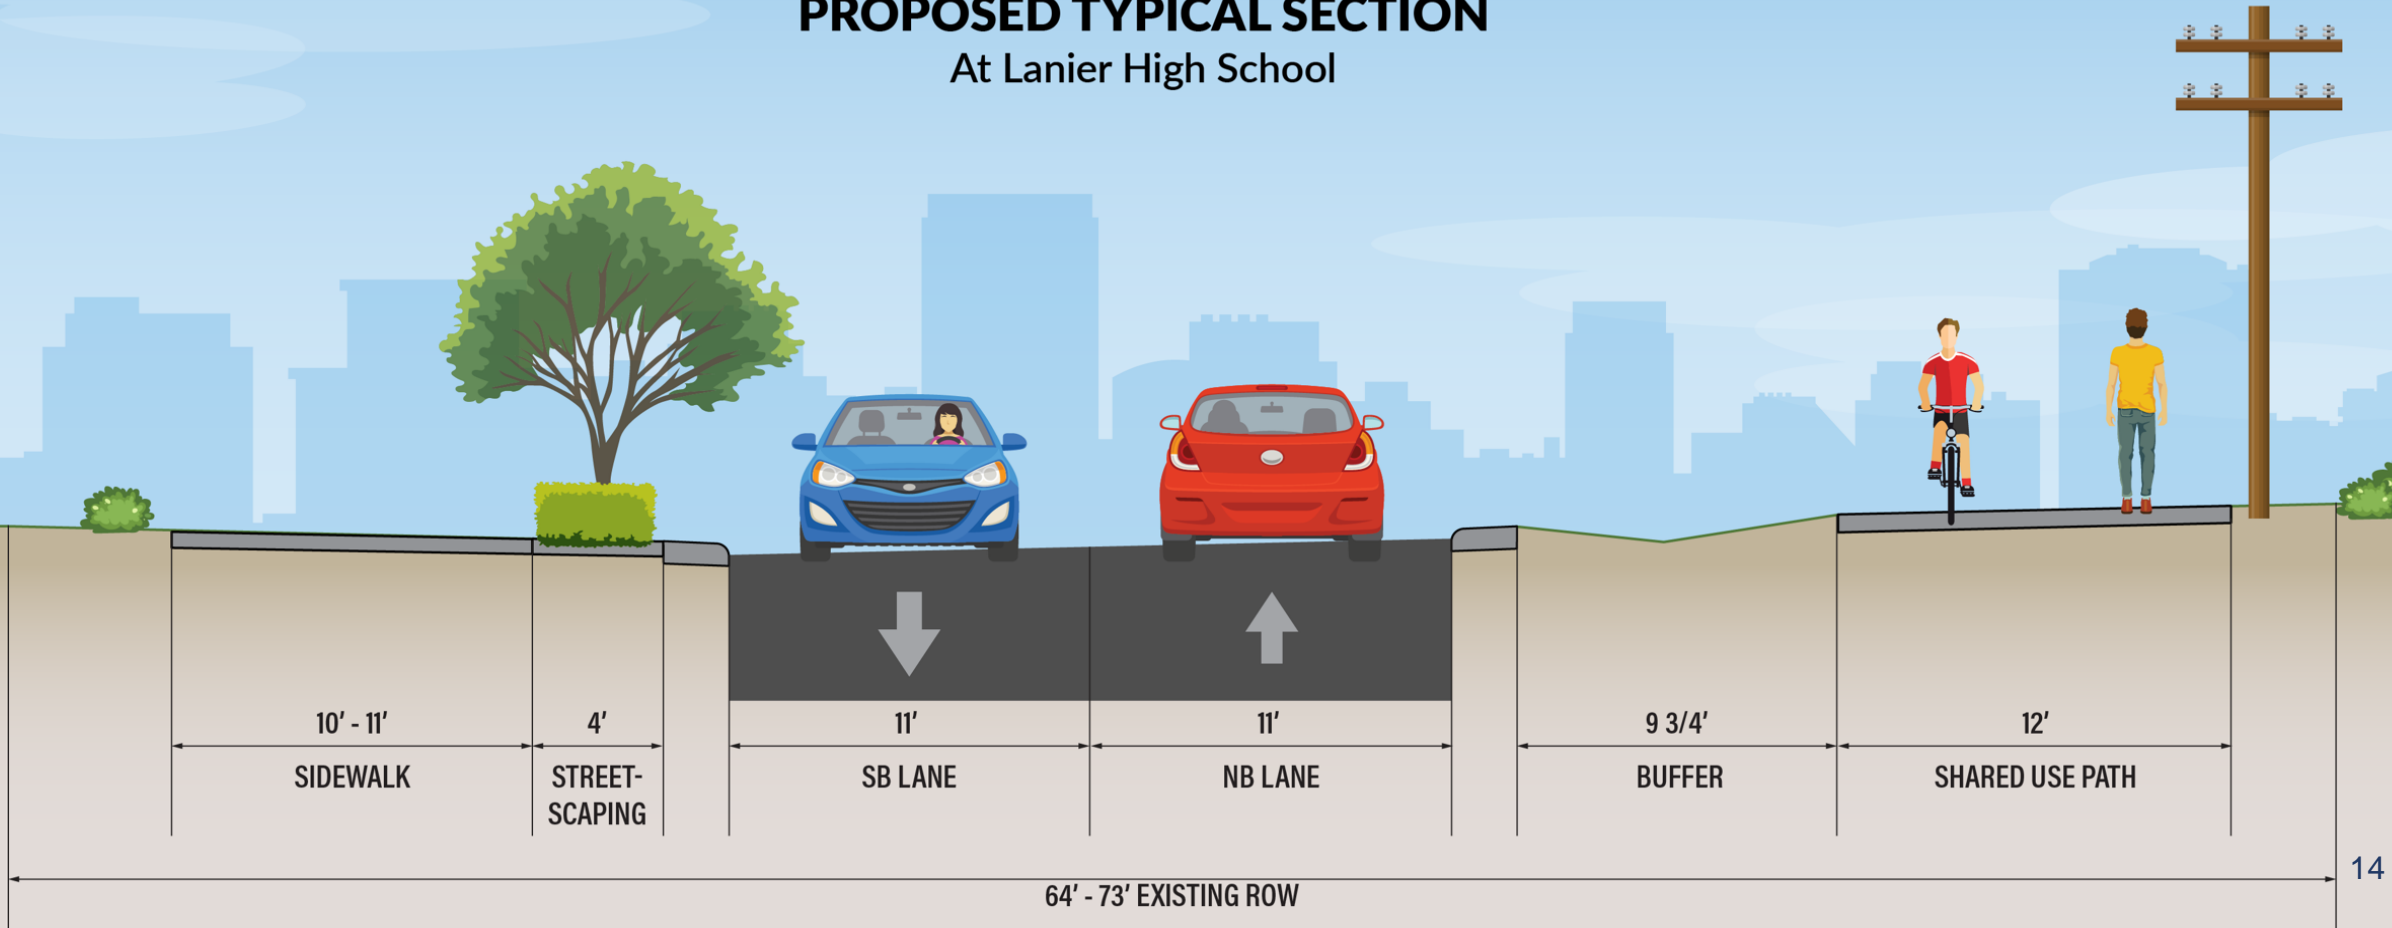 PROPOSED TYPICAL SECTION
At Lanier High School
10' - 11'
4'
11'
11'
9 3/4'
12'
SIDEWALK
STREET-
SCAPING
SB LANE
NB LANE
BUFFER
SHARED USE PATH
64' - 73' EXISTING ROW
14